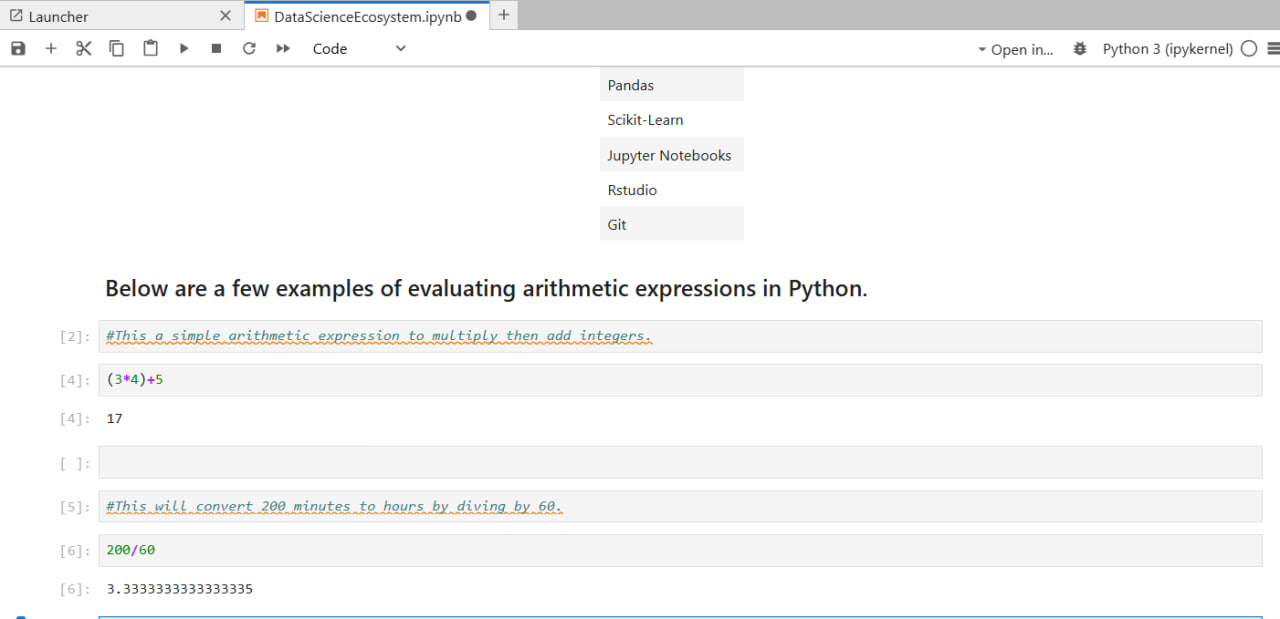 Launcher
DataScienceEcosystem.ipynb
Code
Open in...
Python 3 (ipykernel)
Pandas
Scikit-Learn
Jupyter Notebooks
Rstudio
Git
Below are a few examples of evaluating arithmetic expressions in Python.
[2]: #This a simple arithmetic expression to multiply then add integers.
[4]: (3*4)+5
[4]: 17
[ ]:
[5]: #This will convert 200 minutes to hours by diving by 60.
[6]: 200/60
[6]: 3.3333333333333335